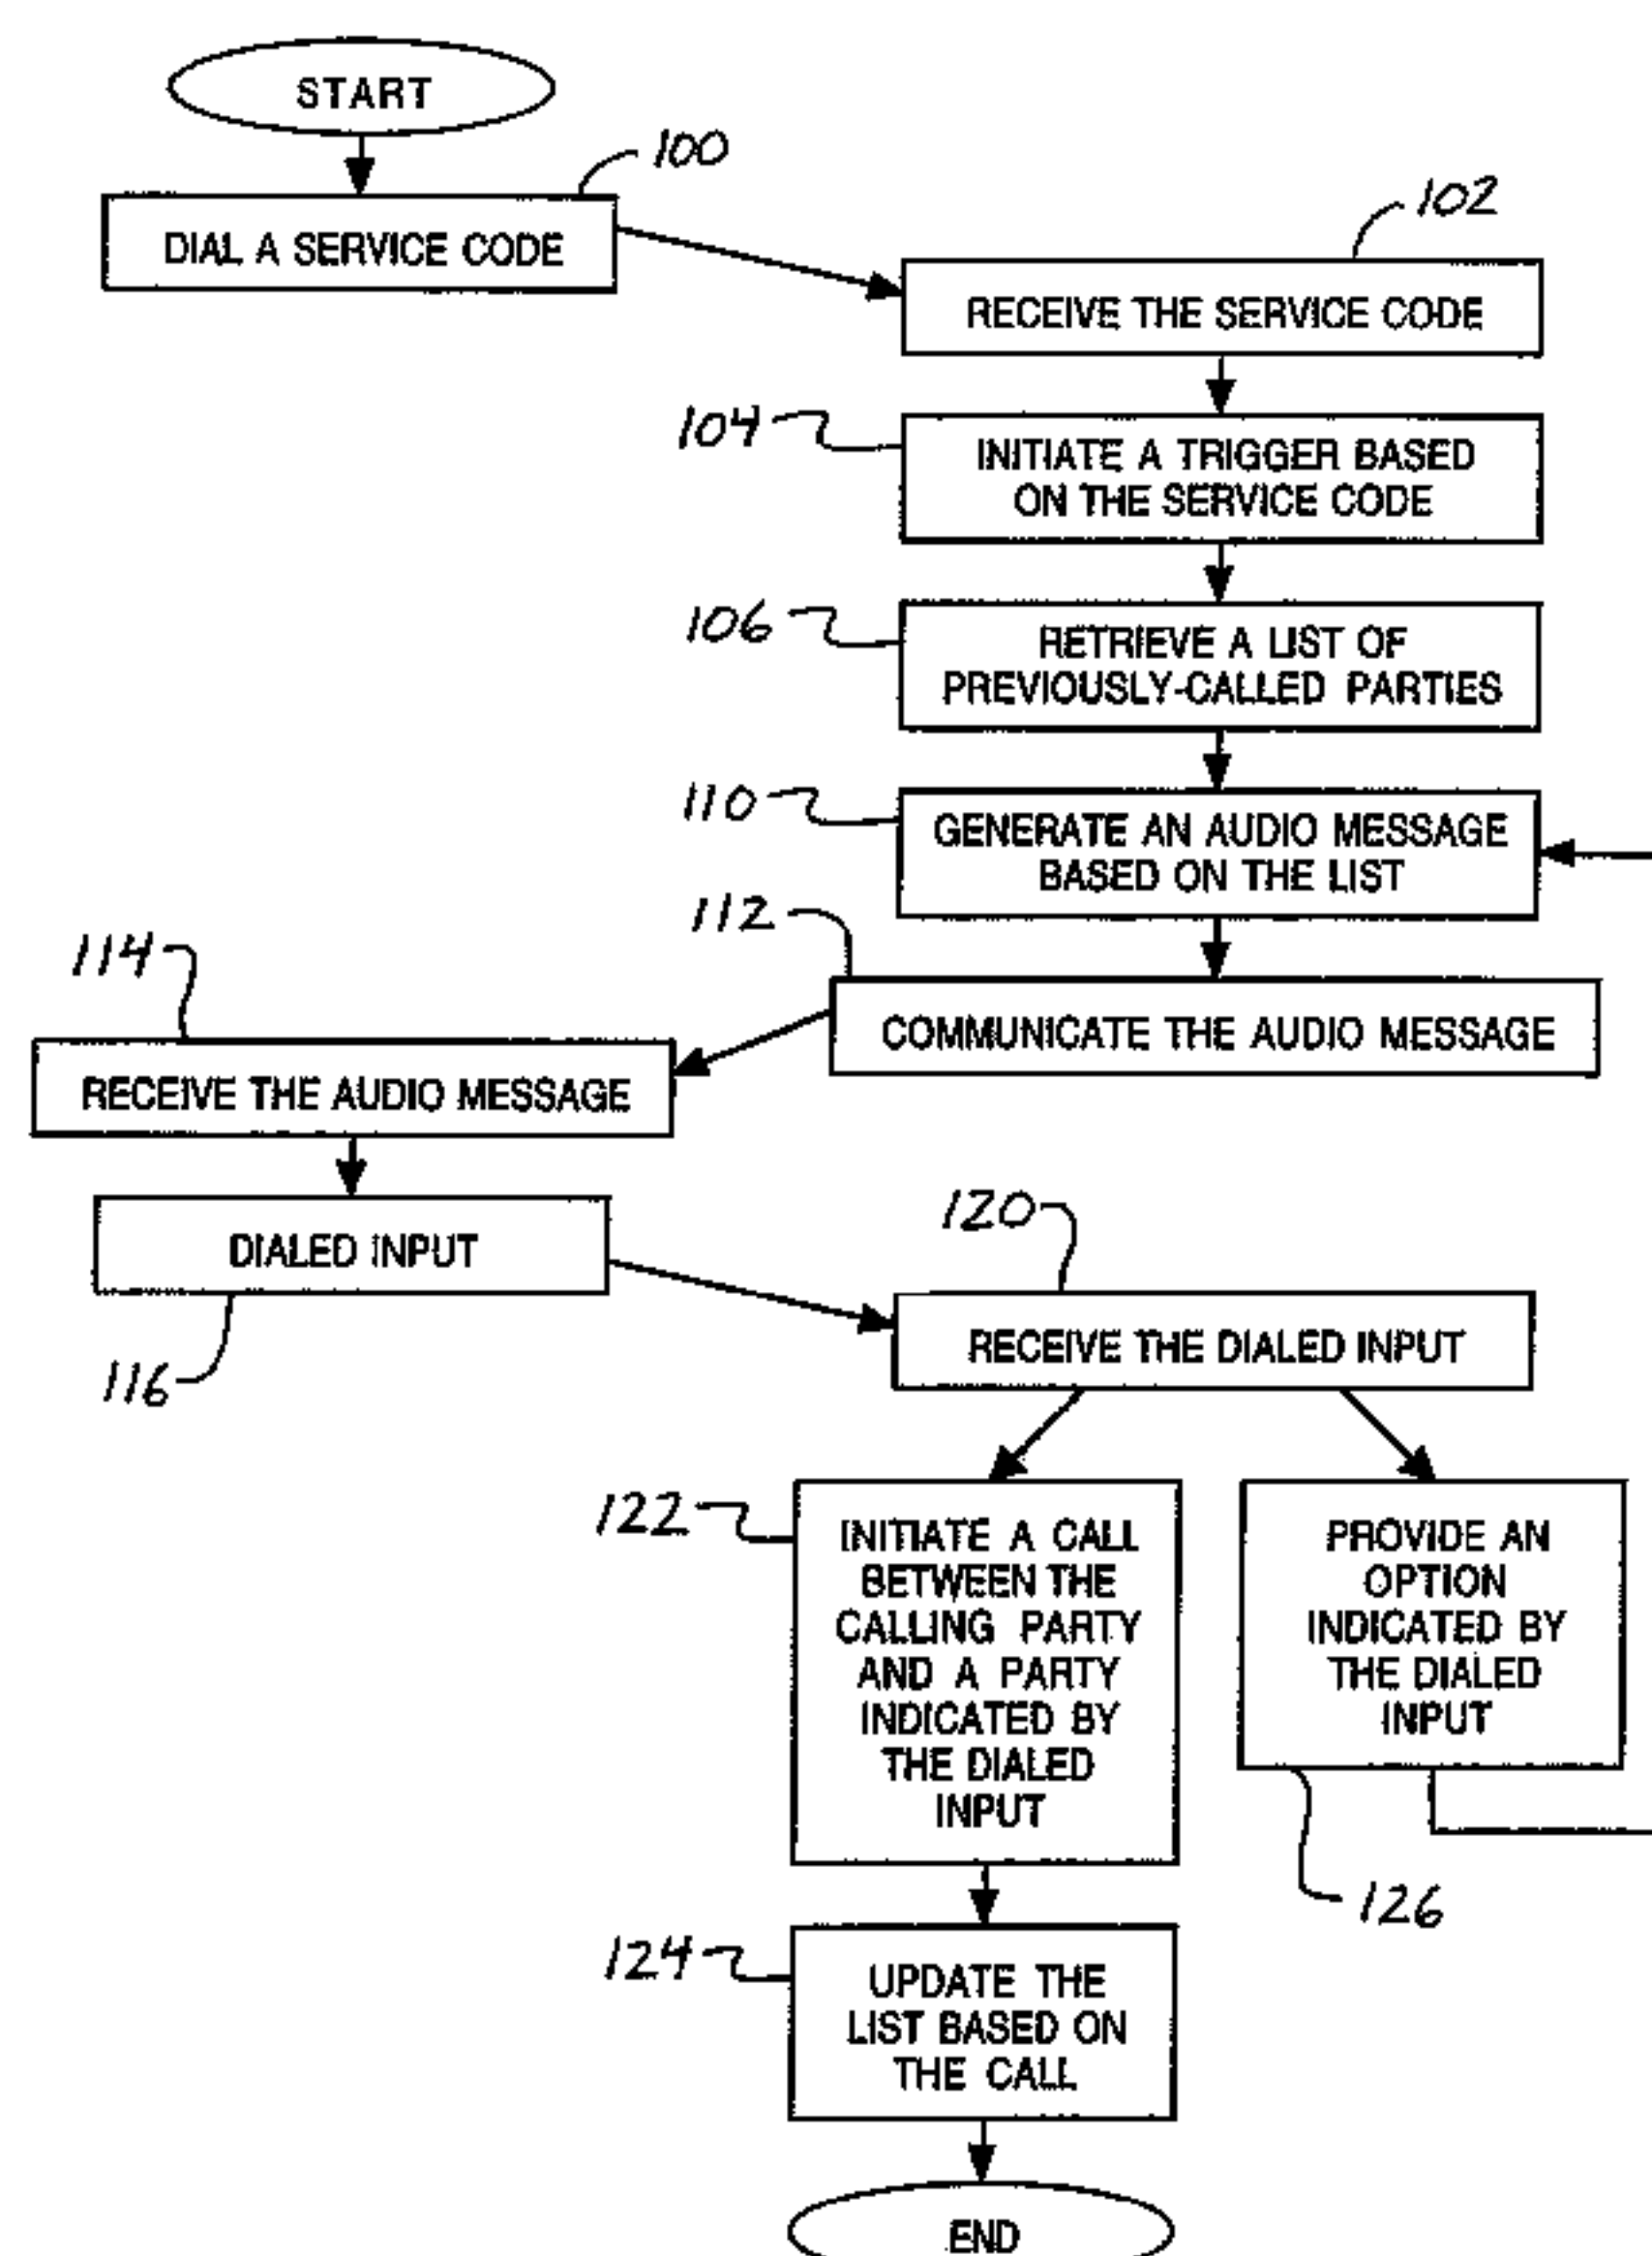 START
100
DIAL A SERVICE CODE
102
RECEIVE THE SERVICE CODE
104
INITIATE A TRIGGER BASED
ON THE SERVICE CODE
106
RETRIEVE A LIST OF
PREVIOUSLY-CALLED PARTIES
110
GENERATE AN AUDIO MESSAGE
BASED ON THE LIST
112
COMMUNICATE THE AUDIO MESSAGE
114
RECEIVE THE AUDIO MESSAGE
DIALED INPUT
116
120
RECEIVE THE DIALED INPUT
122
INITIATE A CALL
BETWEEN THE
CALLING PARTY
AND A PARTY
INDICATED BY
THE DIALED
INPUT
PROVIDE AN
OPTION
INDICATED BY
THE DIALED
INPUT
126
124
UPDATE THE
LIST BASED ON
THE CALL
END